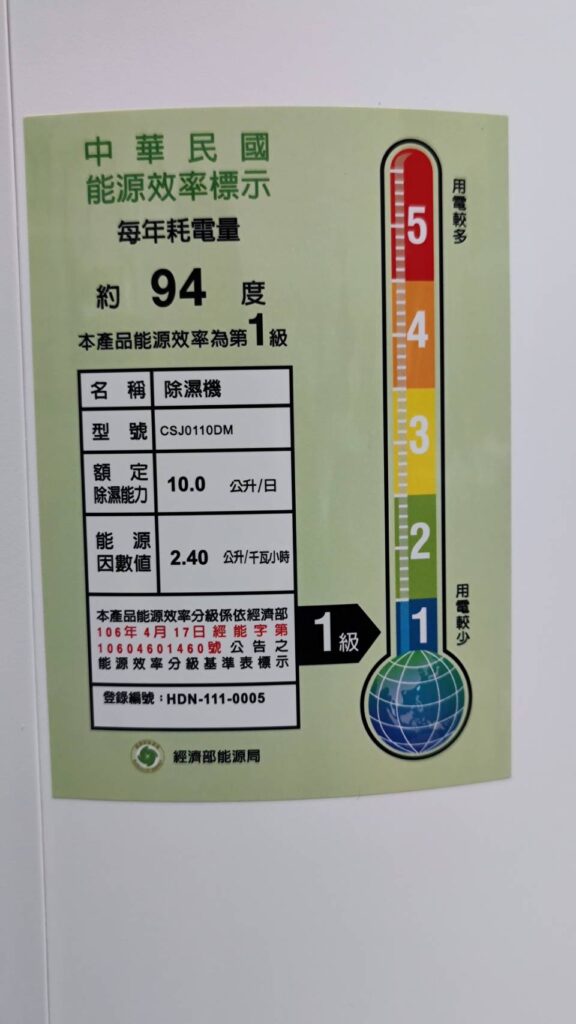 中華民國
能源效率標示
每年耗電量
約 94 度
本產品能源效率為第1級
名稱 除濕機
型號 CSJ0110DM
額定
除濕能力 10.0 公升/日
能源
因數值 2.40 公升/千瓦小時
本產品能源效率分級係依經濟部
106年4月17日經能字第
10604601460號公告之
能源效率分級基準表標示
登錄編號：HDN-111-0005
經濟部能源局
用電較多
5
4
3
2
1
用電較少
1級